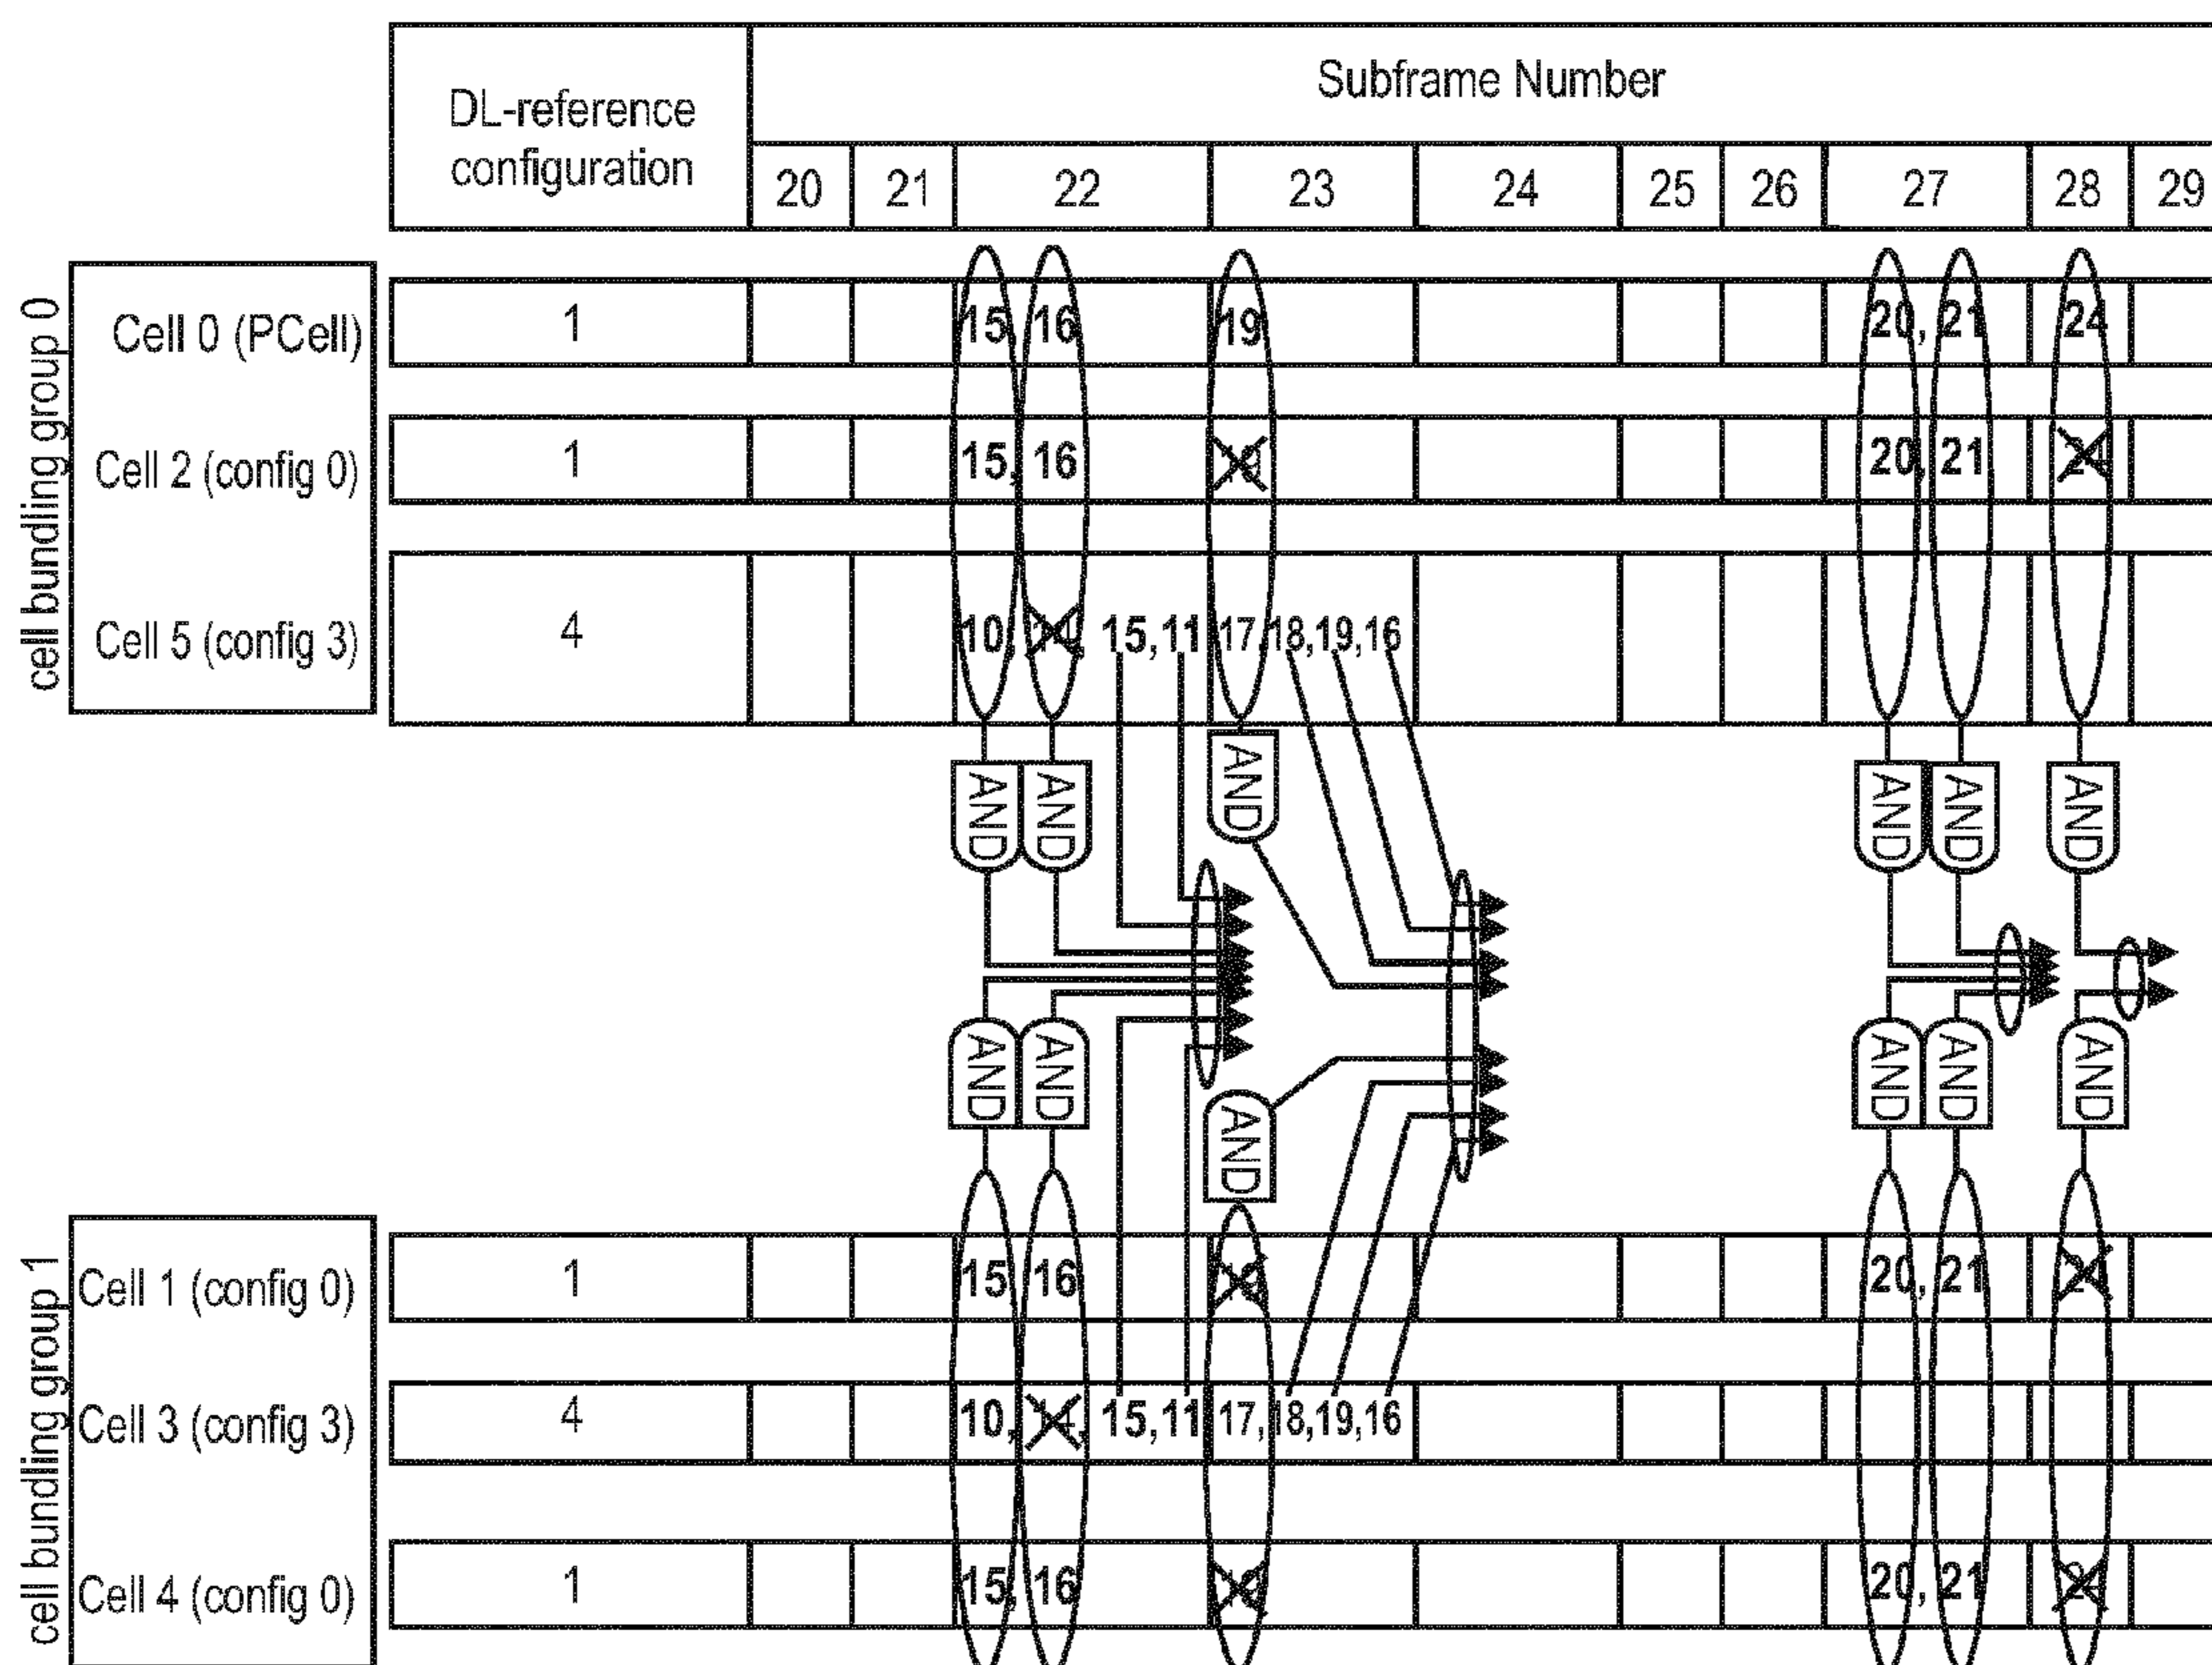 DL-reference configuration
Subframe Number
20 21 22 23 24 25 26 27 28 29
cell bundling group 0
Cell 0 (PCell) 1 15, 16 19 20, 21 24
Cell 2 (config 0) 1 15, 16 20, 21
Cell 5 (config 3) 4 10, 15,11 17,18,19,16
AND AND AND AND AND AND
AND AND AND AND AND AND
cell bundling group 1
Cell 1 (config 0) 1 15, 16 20, 21
Cell 3 (config 3) 4 10, 15,11 17,18,19,16
Cell 4 (config 0) 1 15, 16 20, 21